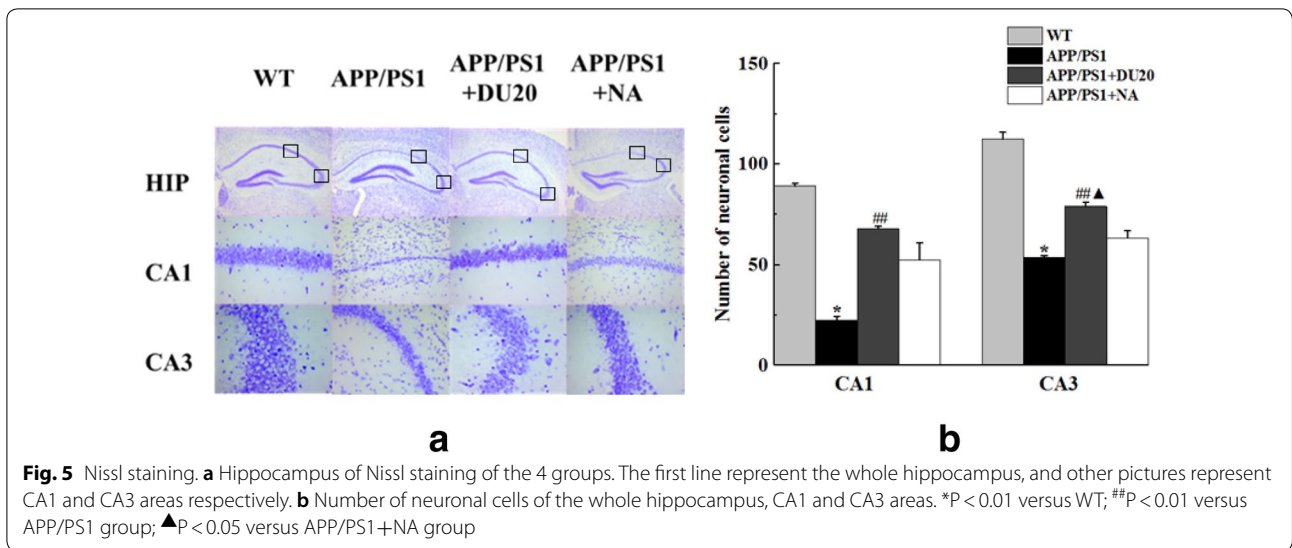 WT APP/PS1 APP/PS1 +DU20 APP/PS1 +NA
HIP
CA1
CA3
a
WT
APP/PS1
APP/PS1+DU20
APP/PS1+NA
Number of neuronal cells
150
100
50
0
*
##
*
##▲
CA1 CA3
b
Fig. 5 Nissl staining. a Hippocampus of Nissl staining of the 4 groups. The first line represent the whole hippocampus, and other pictures represent
CA1 and CA3 areas respectively. b Number of neuronal cells of the whole hippocampus, CA1 and CA3 areas. *P < 0.01 versus WT; ##P < 0.01 versus
APP/PS1 group; ▲P < 0.05 versus APP/PS1+NA group